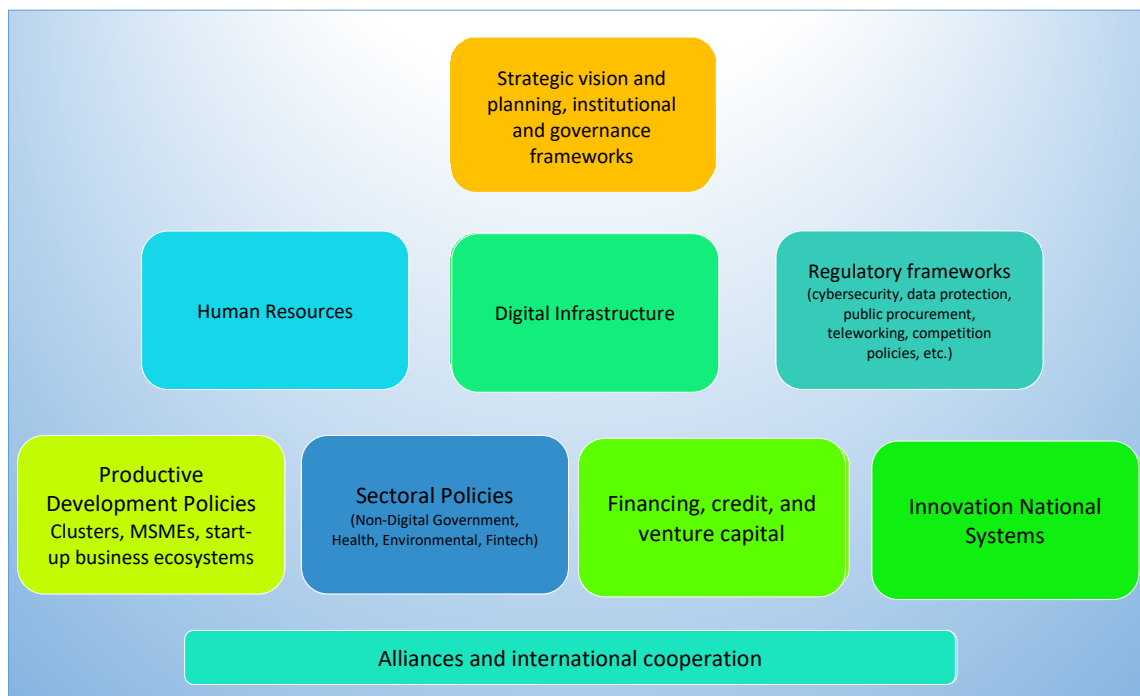 Strategic vision and
planning, institutional
and governance
frameworks
Human Resources
Digital Infrastructure
Regulatory frameworks
(cybersecurity, data protection,
public procurement,
teleworking, competition
policies, etc.)
Productive
Development Policies
Clusters, MSMEs, start-
up business ecosystems
Sectoral Policies
(Non-Digital Government,
Health, Environmental, Fintech)
Financing, credit, and
venture capital
Innovation National
Systems
Alliances and international cooperation